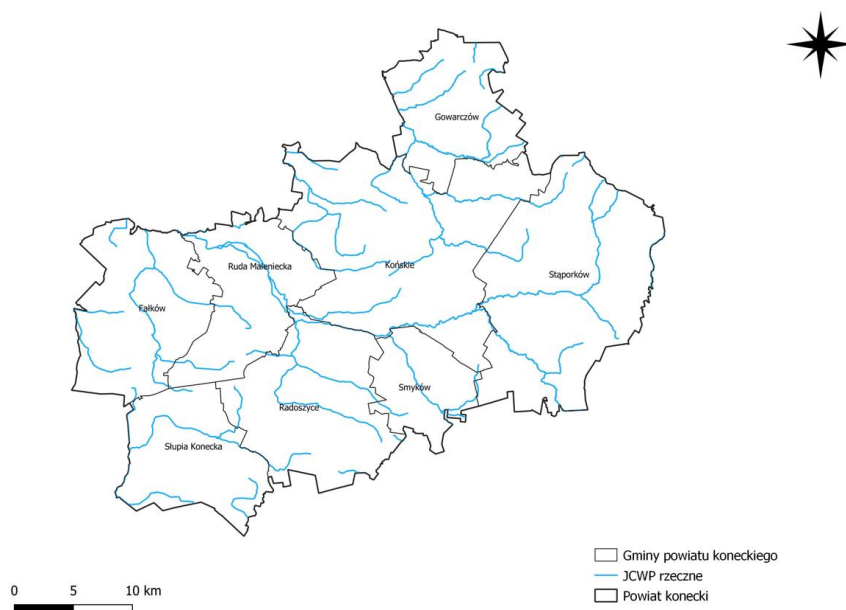 Gowarczów
Końskie
Ruda Maleniecka
Stąporków
Fałków
Smyków
Radoszyce
Słupia Konecka
Gminy powiatu koneckiego
JCWP rzeczne
Powiat konecki
0 5 10 km